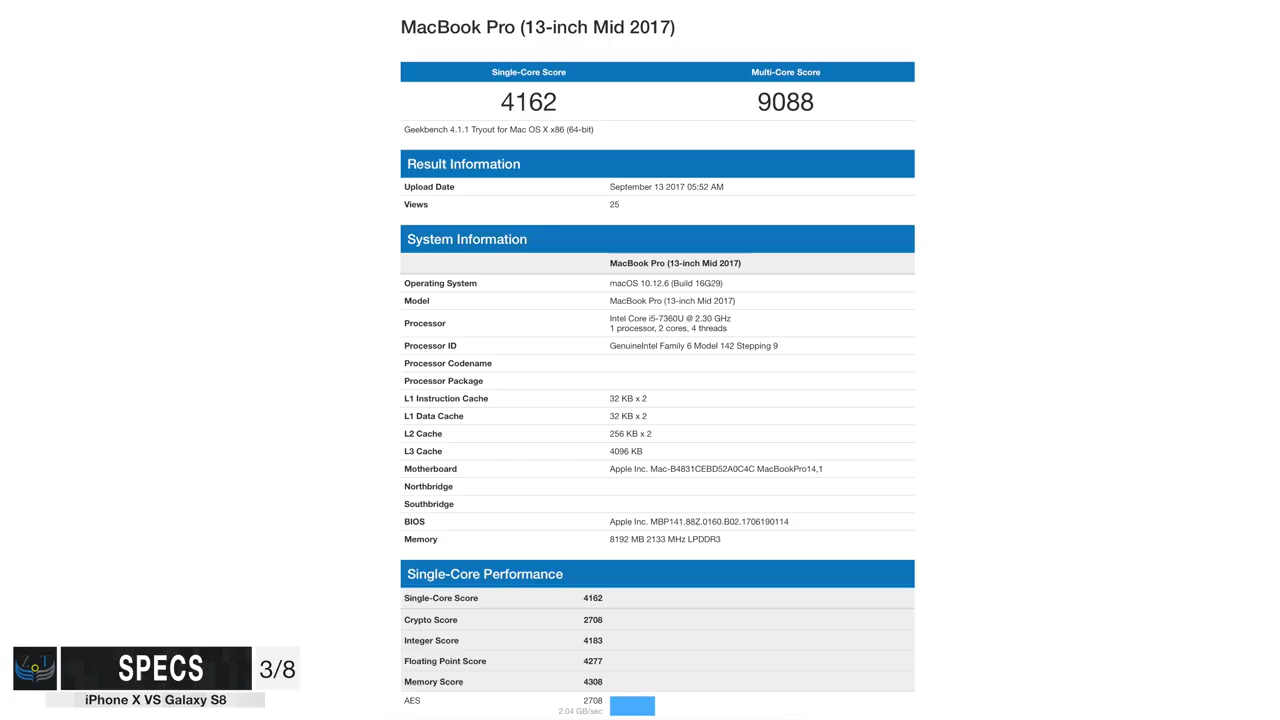 MacBook Pro (13-inch Mid 2017)
Single-Core Score Multi-Core Score
4162 9088
Geekbench 4.1.1 Tryout for Mac OS X x86 (64-bit)
Result Information
Upload Date September 13 2017 05:52 AM
Views 25
System Information
MacBook Pro (13-inch Mid 2017)
Operating System macOS 10.12.6 (Build 16G29)
Model MacBook Pro (13-inch Mid 2017)
Processor Intel Core i5-7360U @ 2.30 GHz
1 processor, 2 cores, 4 threads
Processor ID GenuineIntel Family 6 Model 142 Stepping 9
Processor Codename
Processor Package
L1 Instruction Cache 32 KB x 2
L1 Data Cache 32 KB x 2
L2 Cache 256 KB x 2
L3 Cache 4096 KB
Motherboard Apple Inc. Mac-B4831CEBD52A0C4C MacBookPro14,1
Northbridge
Southbridge
BIOS Apple Inc. MBP141.88Z.0160.B02.1706190114
Memory 8192 MB 2133 MHz LPDDR3
Single-Core Performance
Single-Core Score 4162
Crypto Score 2708
Integer Score 4183
Floating Point Score 4277
Memory Score 4308
AES 2708
2.04 GB/sec
ZOT
SPECS 3/8
iPhone X VS Galaxy S8